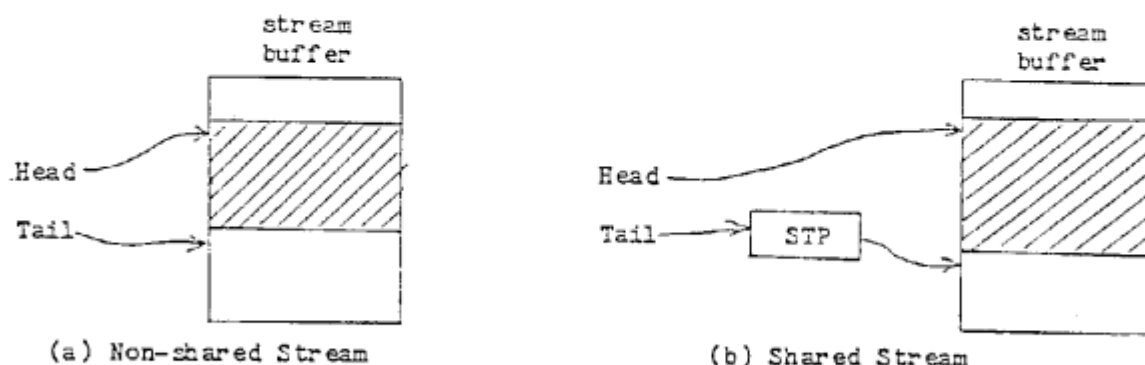 stream
buffer
Head
Tail
(a) Non-shared Stream
stream
buffer
Head
Tail
STP
(b) Shared Stream